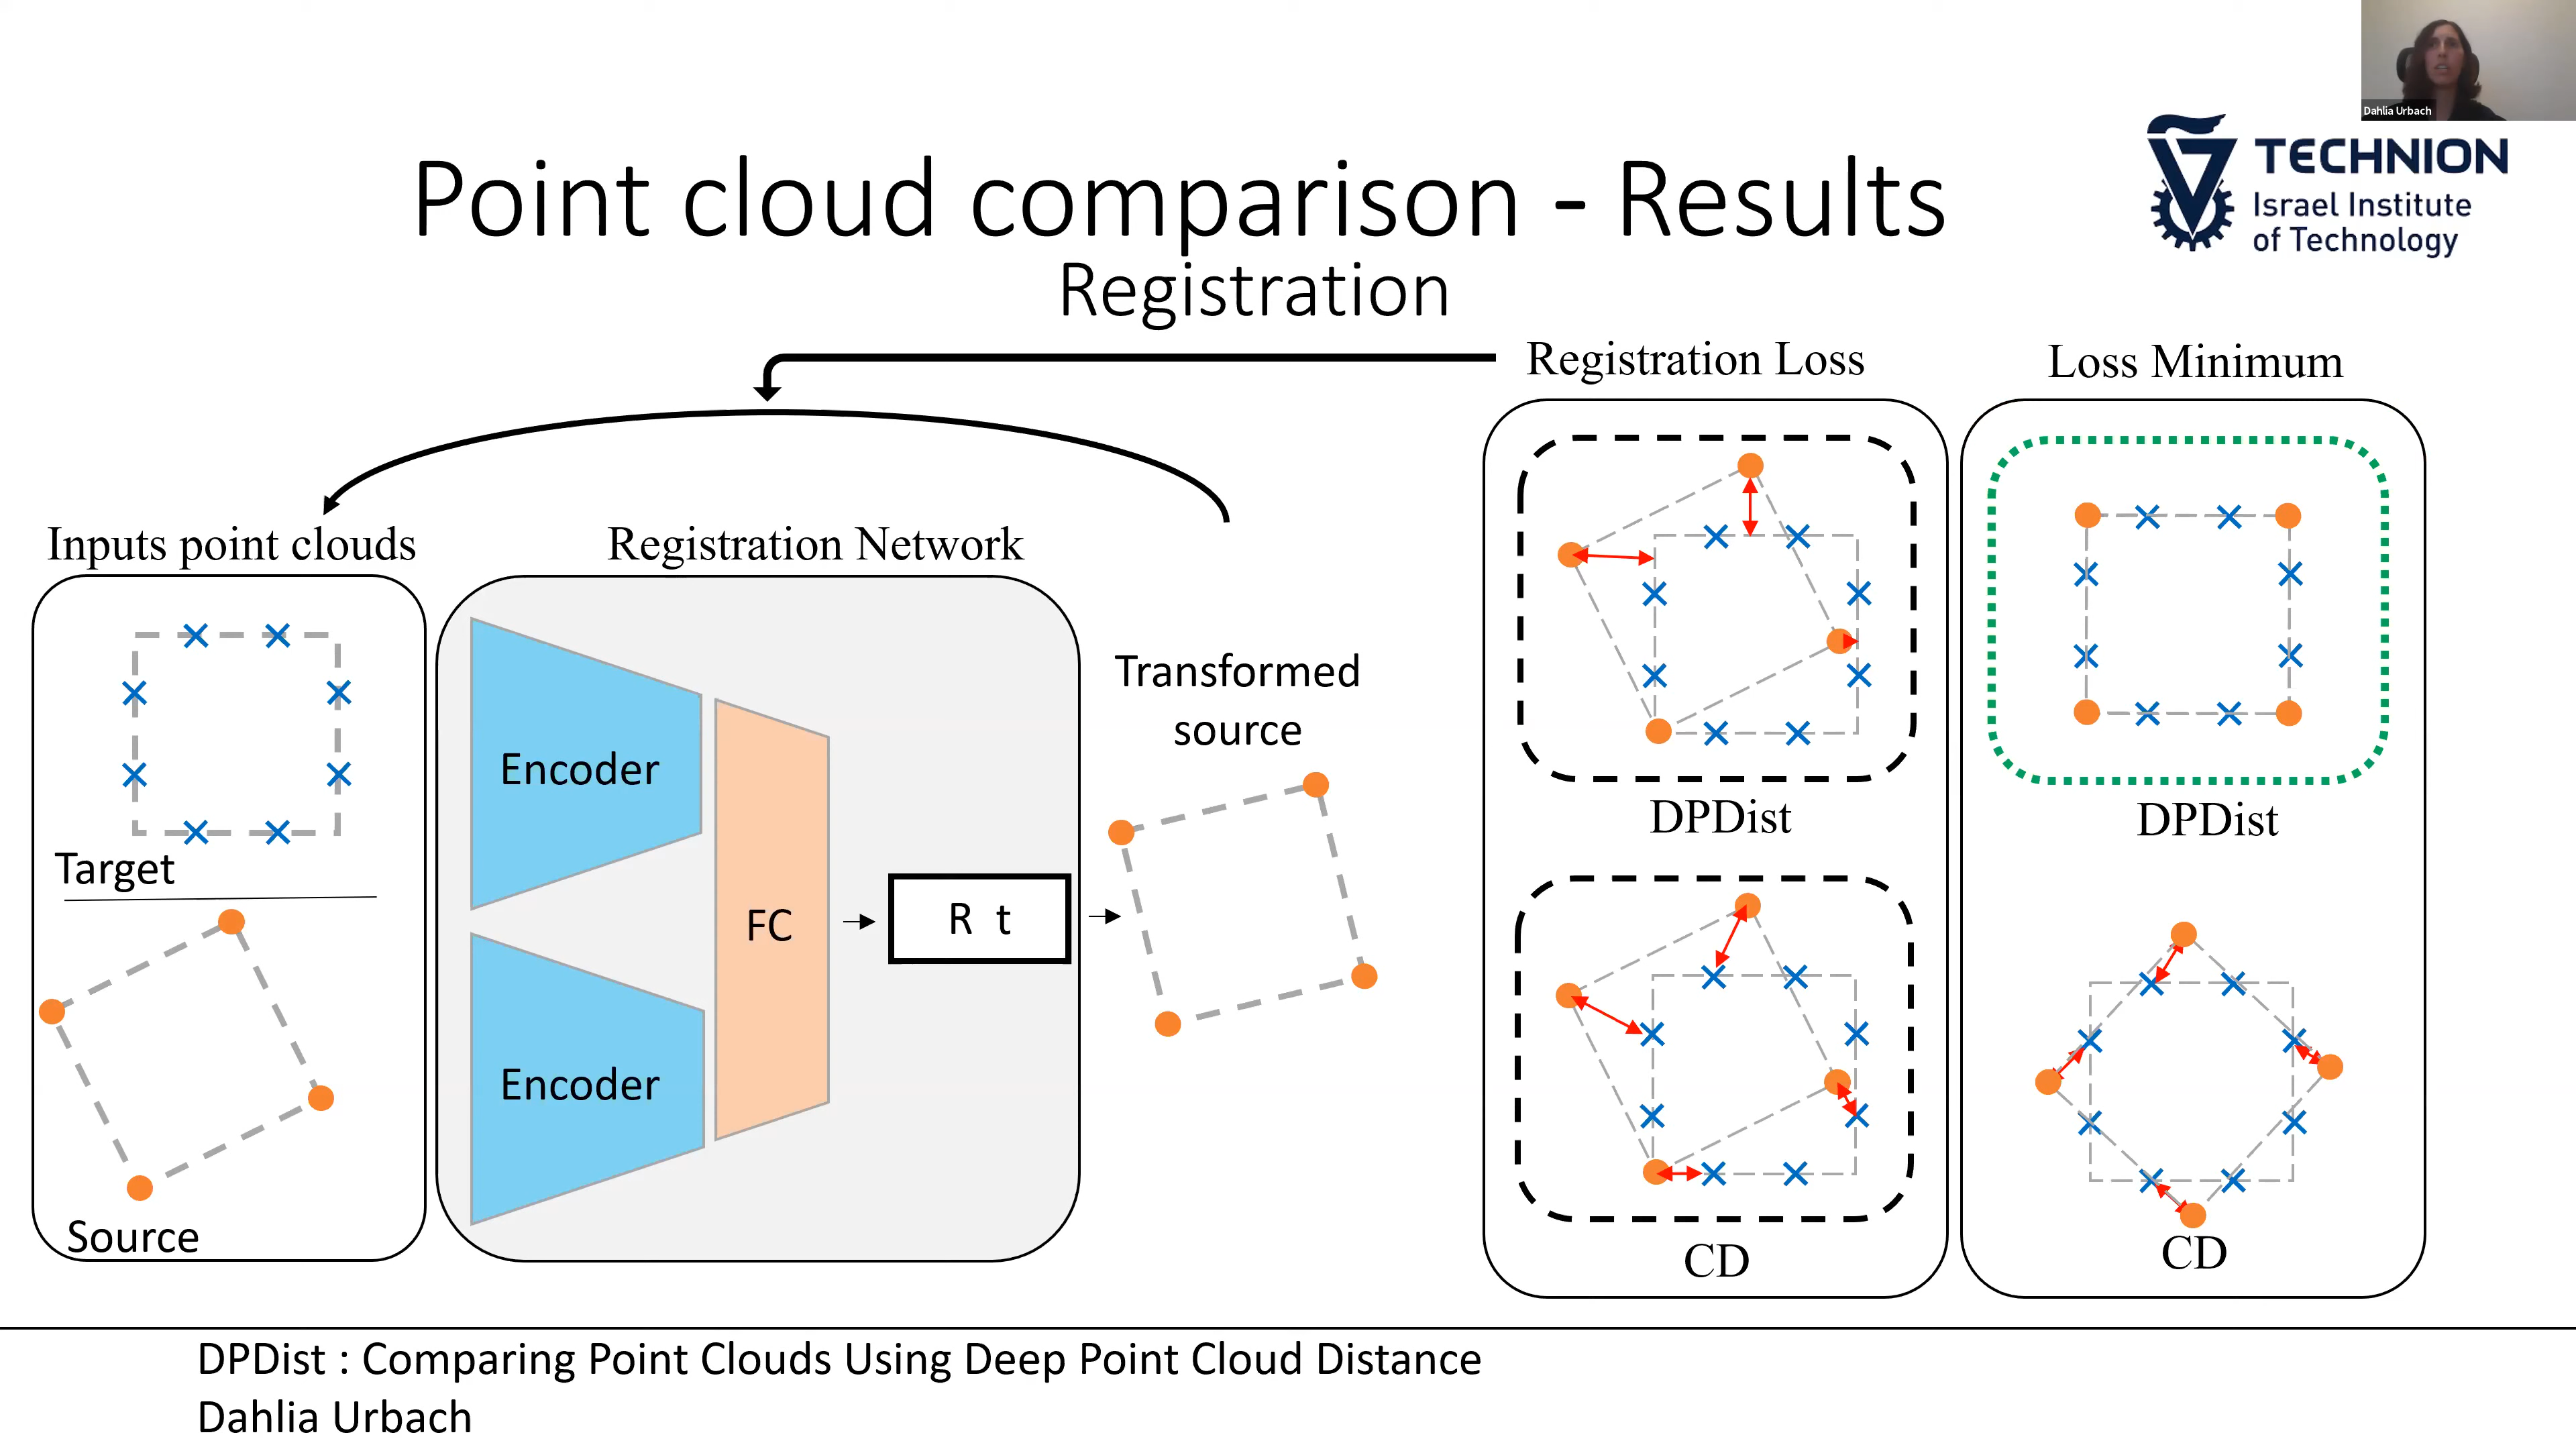 Dahlia Urbach
TECHNION
Israel Institute
of Technology
Point cloud comparison - Results
Registration
Registration Loss
Loss Minimum
Inputs point clouds
Registration Network
Target
Source
Encoder
Encoder
FC
R t
Transformed
source
DPDist
CD
DPDist
CD
DPDist : Comparing Point Clouds Using Deep Point Cloud Distance
Dahlia Urbach